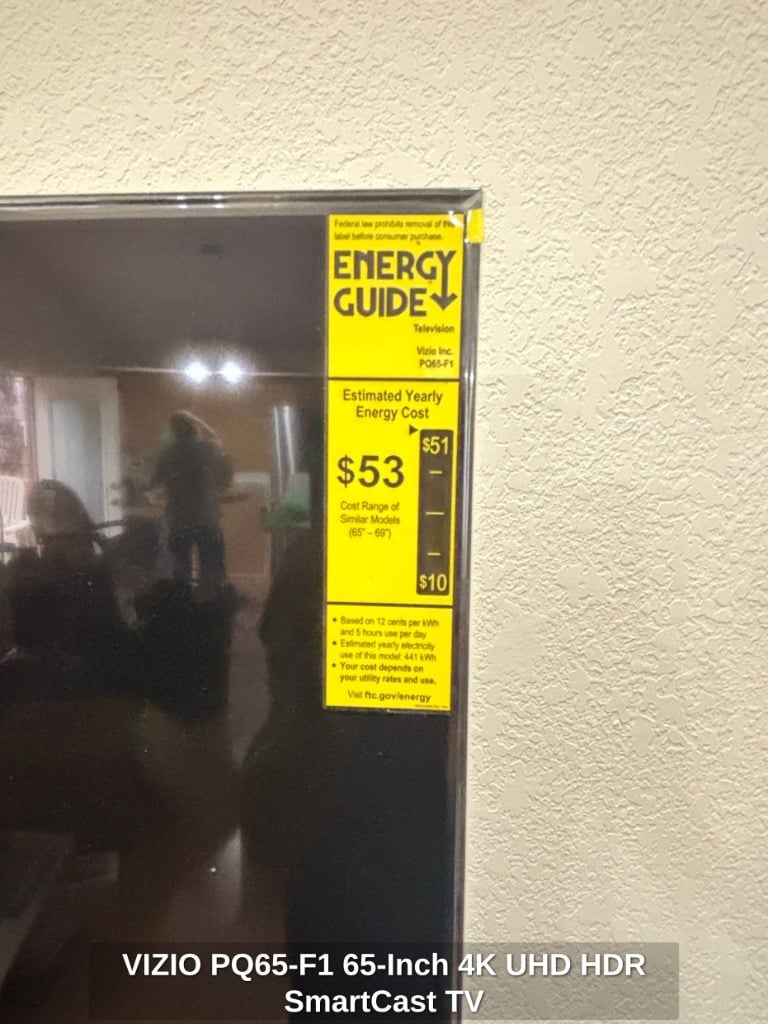 Federal law prohibits removal of this
label before consumer purchase.
ENERGY
GUIDE
Television
Vizio Inc.
PQ65-F1
Estimated Yearly
Energy Cost
$51
$53
Cost Range of
Similar Models
(65" – 69")
$10
• Based on 12 cents per kWh
and 5 hours use per day
• Estimated yearly electricity
use of this model: 441 kWh
• Your cost depends on
your utility rates and use.
Visit ftc.gov/energy
VIZIO PQ65-F1 65-Inch 4K UHD HDR
SmartCast TV